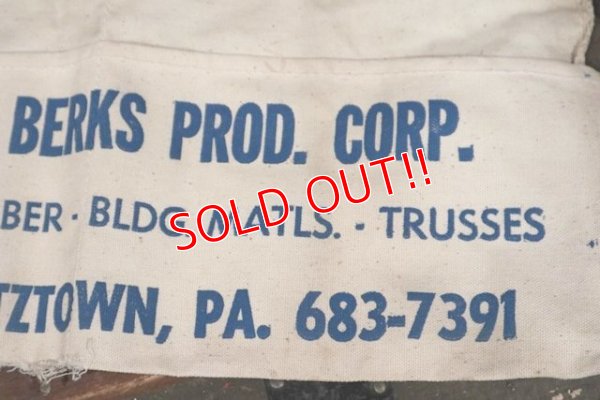 BERKS PROD. CORP.
BER · BLDG. MATLS. · TRUSSES
SOLD OUT!!
TZTOWN, PA. 683-7391